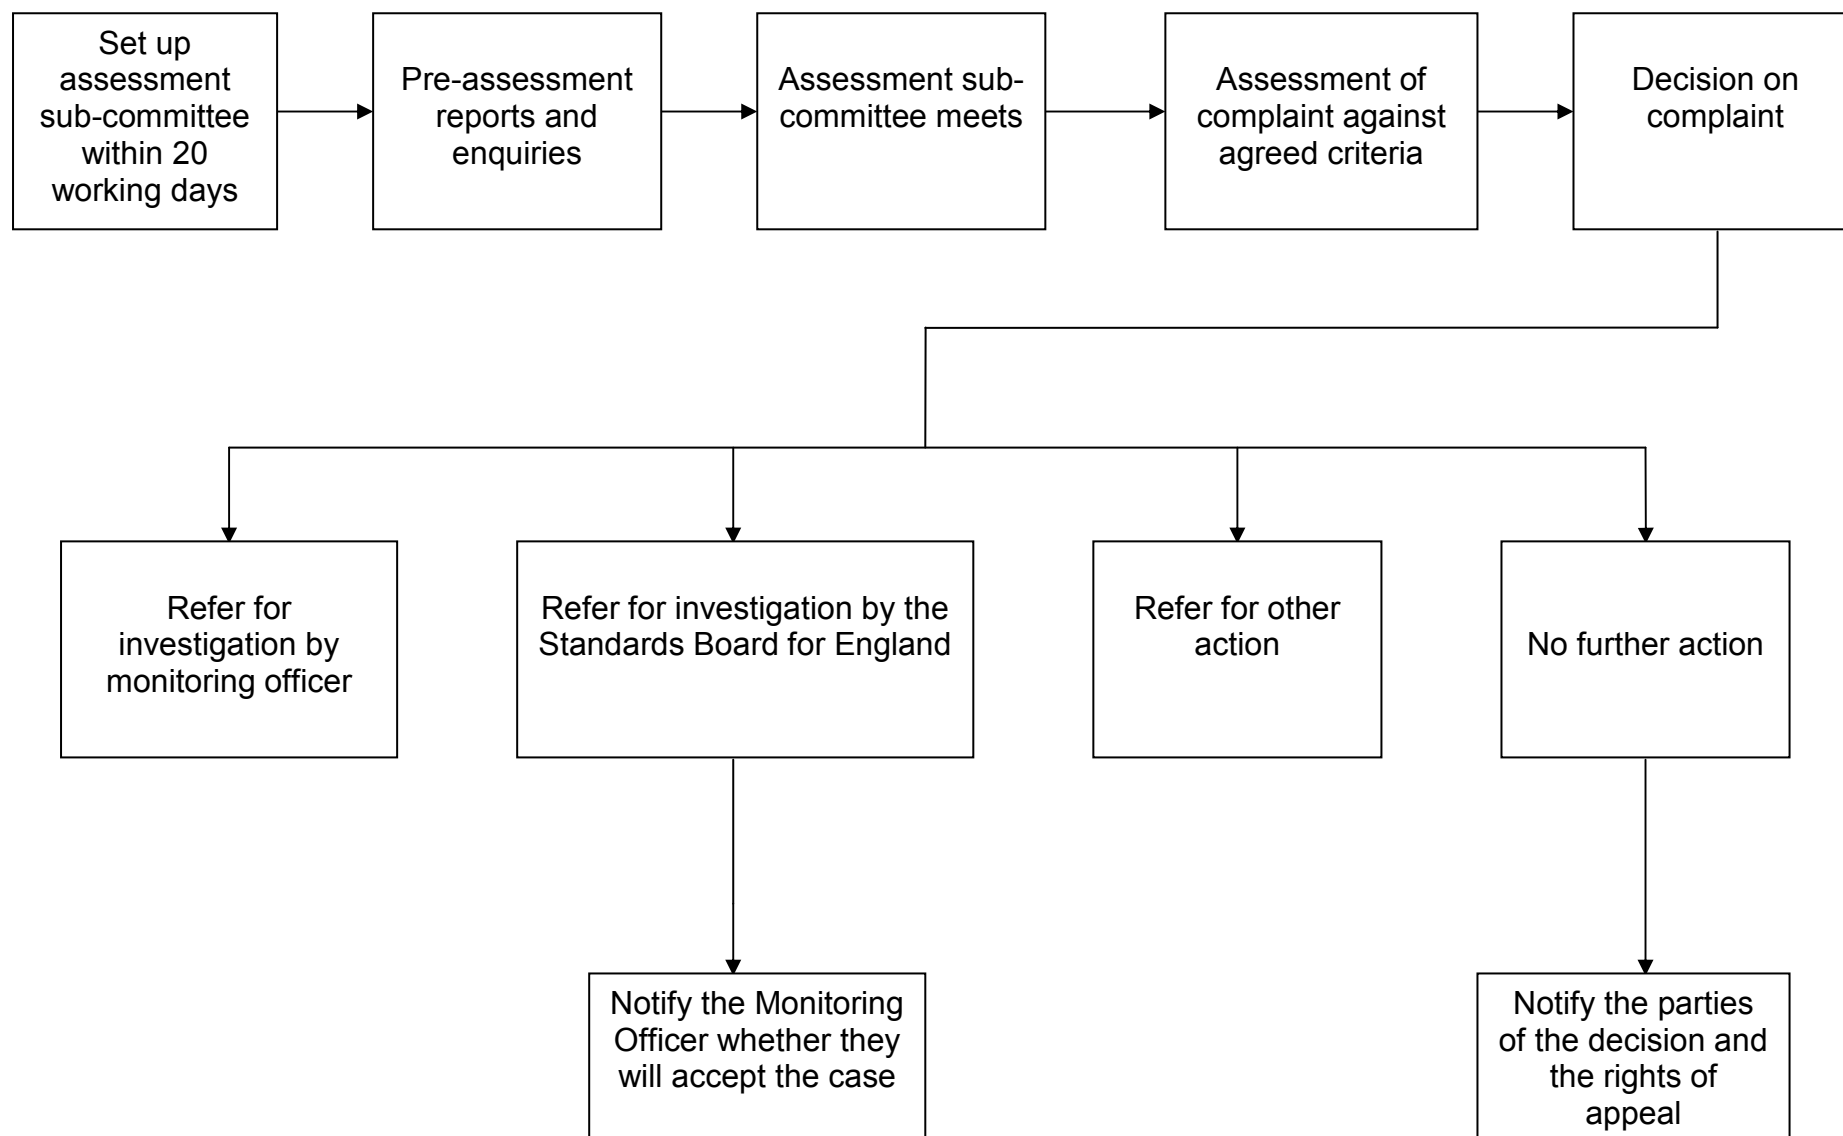 Set up
assessment
sub-committee
within 20
working days
Pre-assessment
reports and
enquiries
Assessment sub-
committee meets
Assessment of
complaint against
agreed criteria
Decision on
complaint
Refer for
investigation by
monitoring officer
Refer for investigation by the
Standards Board for England
Refer for other
action
No further action
Notify the Monitoring
Officer whether they
will accept the case
Notify the parties
of the decision and
the rights of
appeal